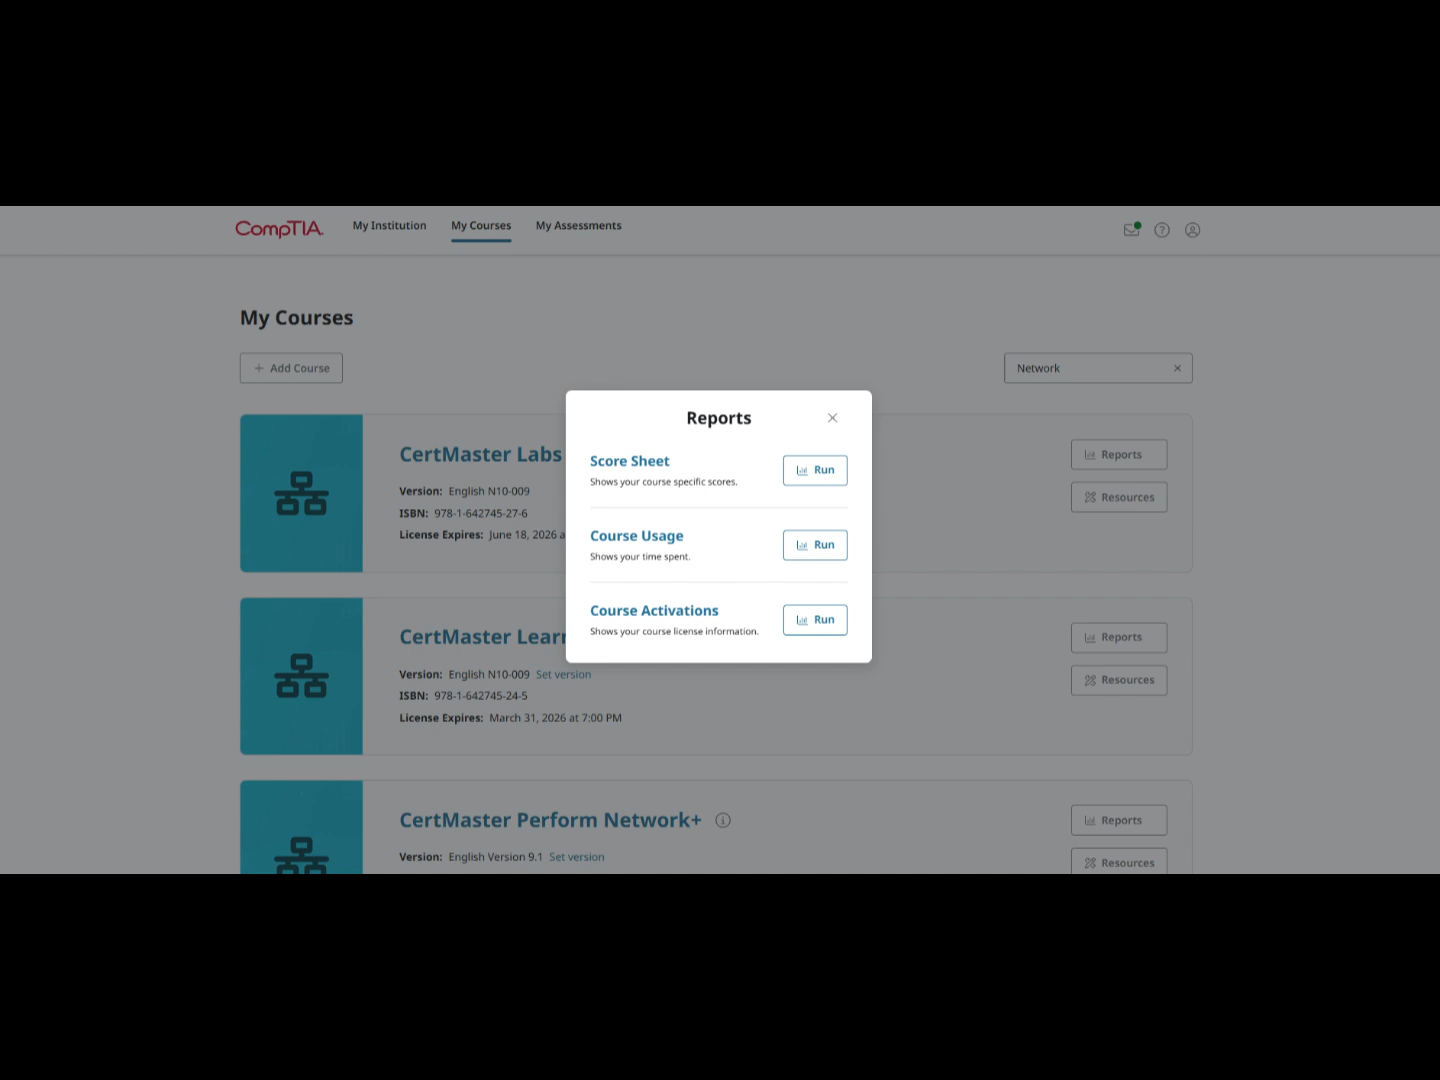 CompTIA.
My Institution
My Courses
My Assessments
My Courses
+ Add Course
Network
CertMaster Labs
Version: English N10-009
ISBN: 978-1-642745-27-6
License Expires: June 18, 2026 a
Reports
Resources
Reports
Score Sheet
Shows your course specific scores.
Run
Course Usage
Shows your time spent.
Run
Course Activations
Shows your course license information.
Run
CertMaster Lear
Version: English N10-009 Set version
ISBN: 978-1-642745-24-5
License Expires: March 31, 2026 at 7:00 PM
Reports
Resources
CertMaster Perform Network+
Version: English Version 9.1 Set version
Reports
Resources